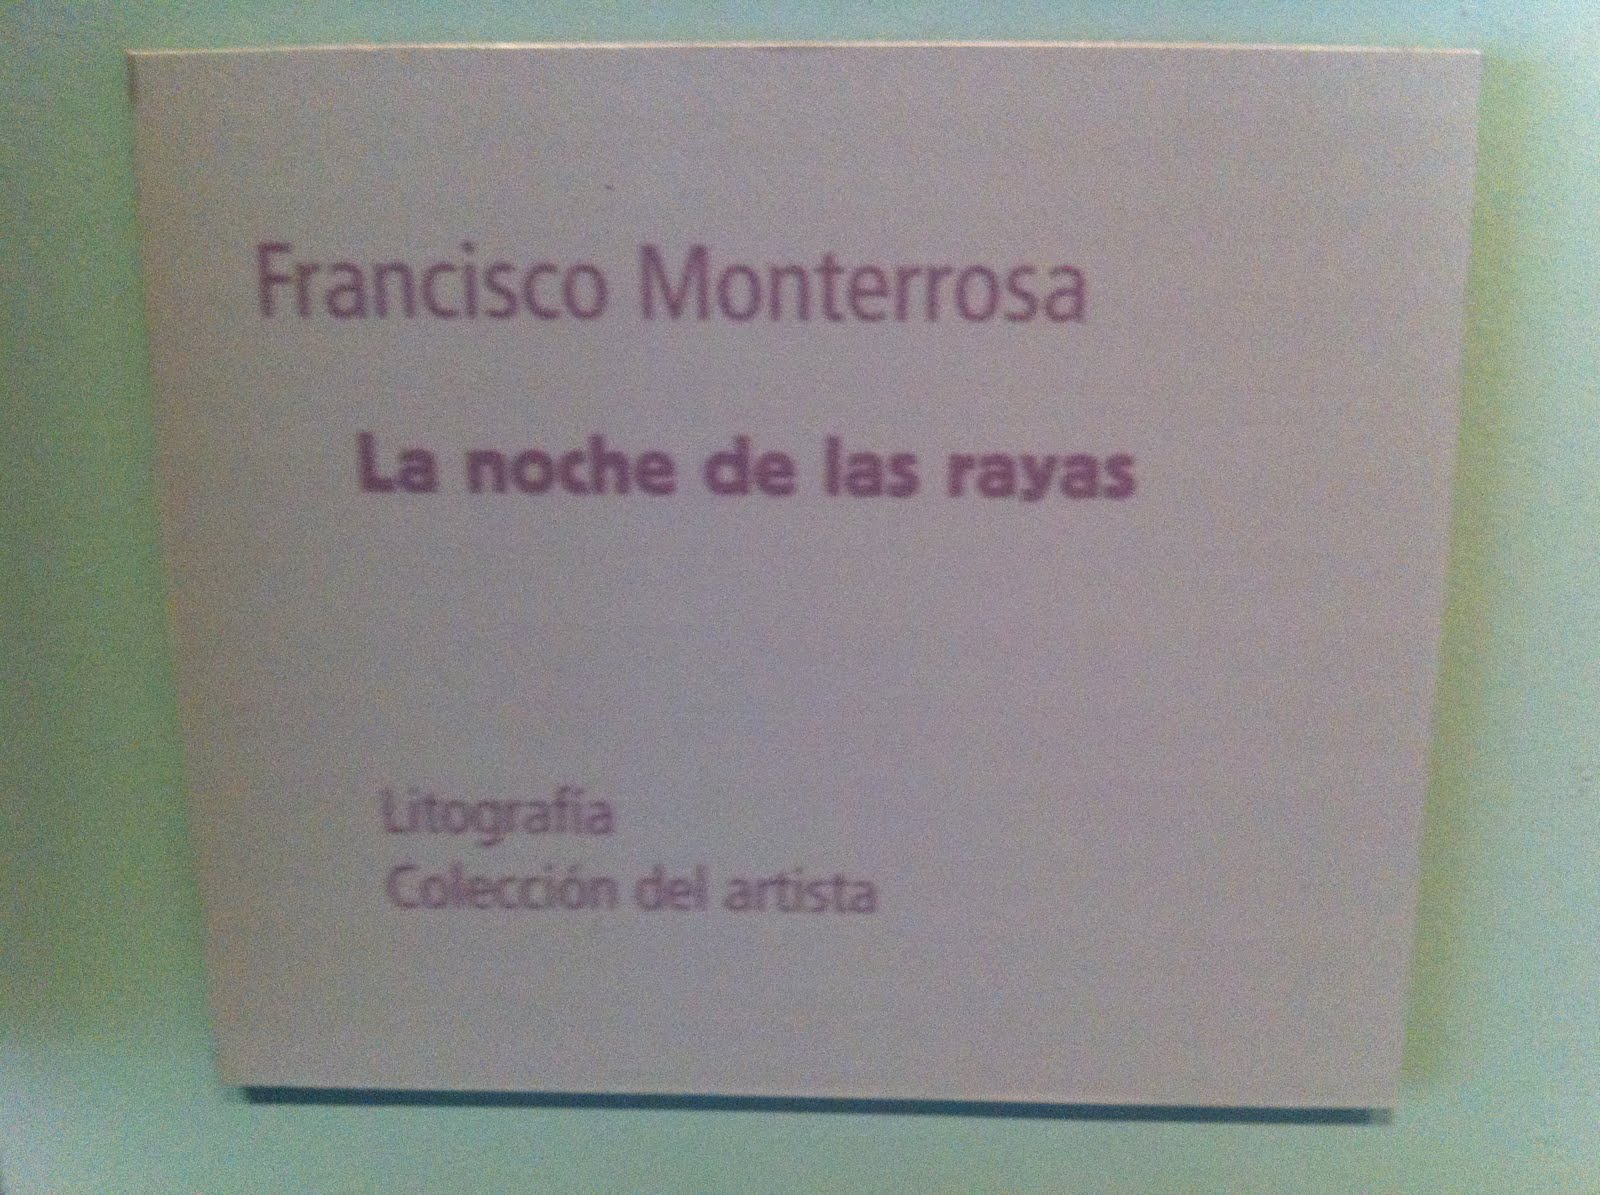 Francisco Monterrosa
La noche de las rayas
Litografía
Colección del artista